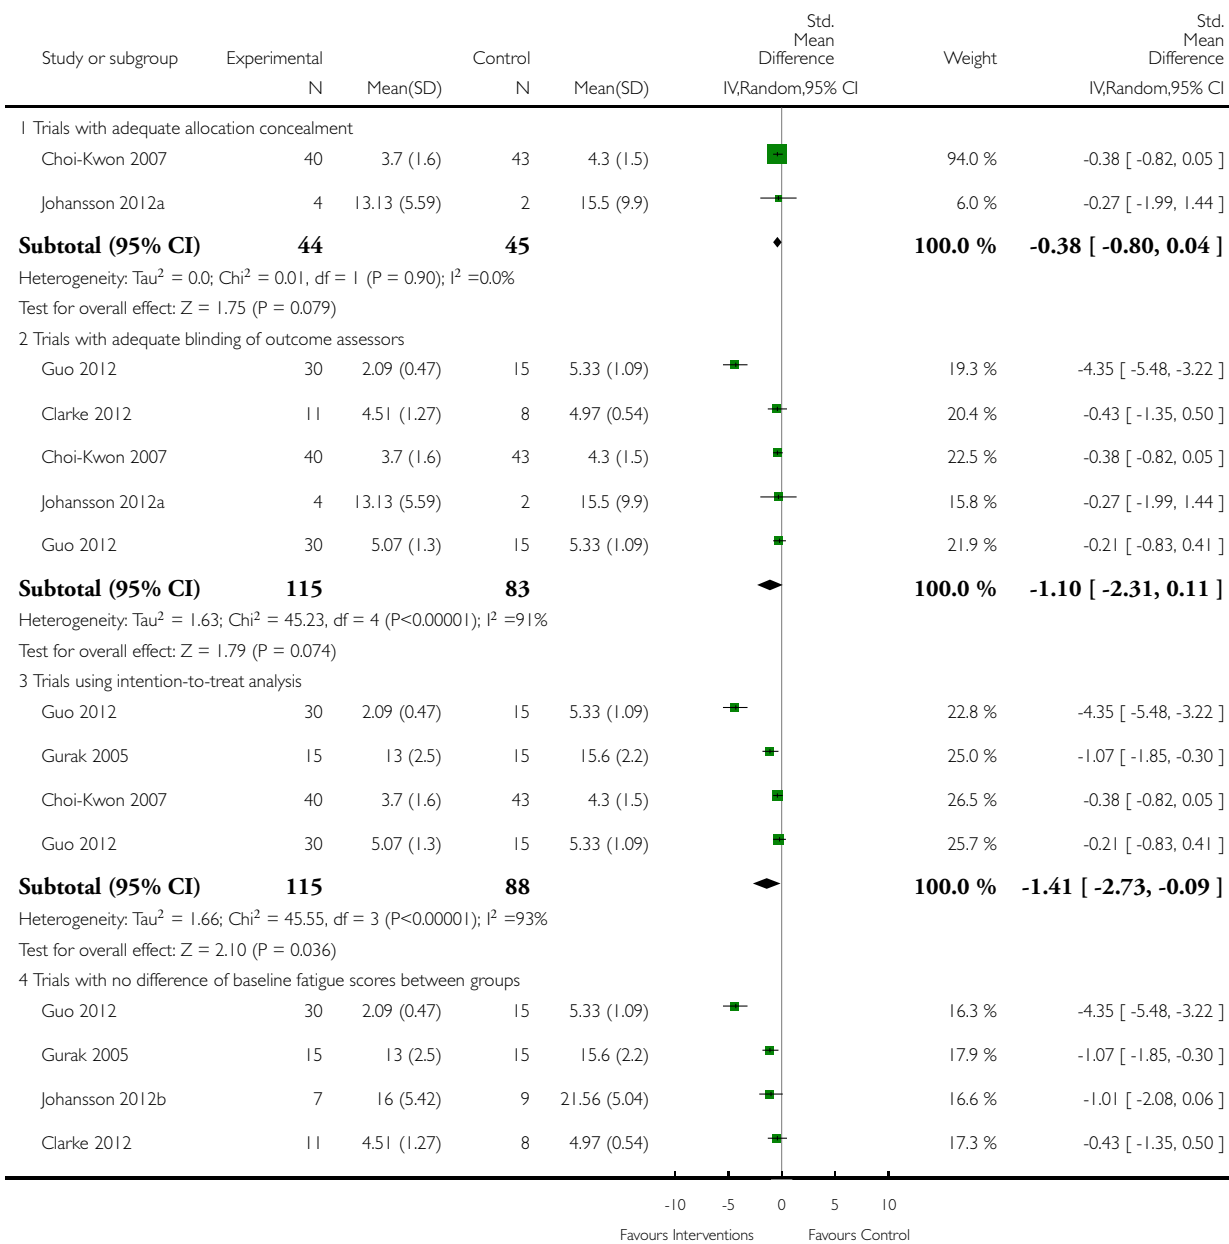 Std. Mean Difference Std. Mean Difference
Study or subgroup Experimental Control Weight
N Mean(SD) N Mean(SD) IV,Random,95% CI IV,Random,95% CI
1 Trials with adequate allocation concealment
Choi-Kwon 2007 40 3.7 (1.6) 43 4.3 (1.5) 94.0 % -0.38 [ -0.82, 0.05 ]
Johansson 2012a 4 13.13 (5.59) 2 15.5 (9.9) 6.0 % -0.27 [ -1.99, 1.44 ]
Subtotal (95% CI) 44 45 100.0 % -0.38 [ -0.80, 0.04 ]
Heterogeneity: Tau² = 0.0; Chi² = 0.01, df = 1 (P = 0.90); I² =0.0%
Test for overall effect: Z = 1.75 (P = 0.079)
2 Trials with adequate blinding of outcome assessors
Guo 2012 30 2.09 (0.47) 15 5.33 (1.09) 19.3 % -4.35 [ -5.48, -3.22 ]
Clarke 2012 11 4.51 (1.27) 8 4.97 (0.54) 20.4 % -0.43 [ -1.35, 0.50 ]
Choi-Kwon 2007 40 3.7 (1.6) 43 4.3 (1.5) 22.5 % -0.38 [ -0.82, 0.05 ]
Johansson 2012a 4 13.13 (5.59) 2 15.5 (9.9) 15.8 % -0.27 [ -1.99, 1.44 ]
Guo 2012 30 5.07 (1.3) 15 5.33 (1.09) 21.9 % -0.21 [ -0.83, 0.41 ]
Subtotal (95% CI) 115 83 100.0 % -1.10 [ -2.31, 0.11 ]
Heterogeneity: Tau² = 1.63; Chi² = 45.23, df = 4 (P<0.00001); I² =91%
Test for overall effect: Z = 1.79 (P = 0.074)
3 Trials using intention-to-treat analysis
Guo 2012 30 2.09 (0.47) 15 5.33 (1.09) 22.8 % -4.35 [ -5.48, -3.22 ]
Gurak 2005 15 13 (2.5) 15 15.6 (2.2) 25.0 % -1.07 [ -1.85, -0.30 ]
Choi-Kwon 2007 40 3.7 (1.6) 43 4.3 (1.5) 26.5 % -0.38 [ -0.82, 0.05 ]
Guo 2012 30 5.07 (1.3) 15 5.33 (1.09) 25.7 % -0.21 [ -0.83, 0.41 ]
Subtotal (95% CI) 115 88 100.0 % -1.41 [ -2.73, -0.09 ]
Heterogeneity: Tau² = 1.66; Chi² = 45.55, df = 3 (P<0.00001); I² =93%
Test for overall effect: Z = 2.10 (P = 0.036)
4 Trials with no difference of baseline fatigue scores between groups
Guo 2012 30 2.09 (0.47) 15 5.33 (1.09) 16.3 % -4.35 [ -5.48, -3.22 ]
Gurak 2005 15 13 (2.5) 15 15.6 (2.2) 17.9 % -1.07 [ -1.85, -0.30 ]
Johansson 2012b 7 16 (5.42) 9 21.56 (5.04) 16.6 % -1.01 [ -2.08, 0.06 ]
Clarke 2012 11 4.51 (1.27) 8 4.97 (0.54) 17.3 % -0.43 [ -1.35, 0.50 ]
-10 -5 0 5 10
Favours Interventions Favours Control